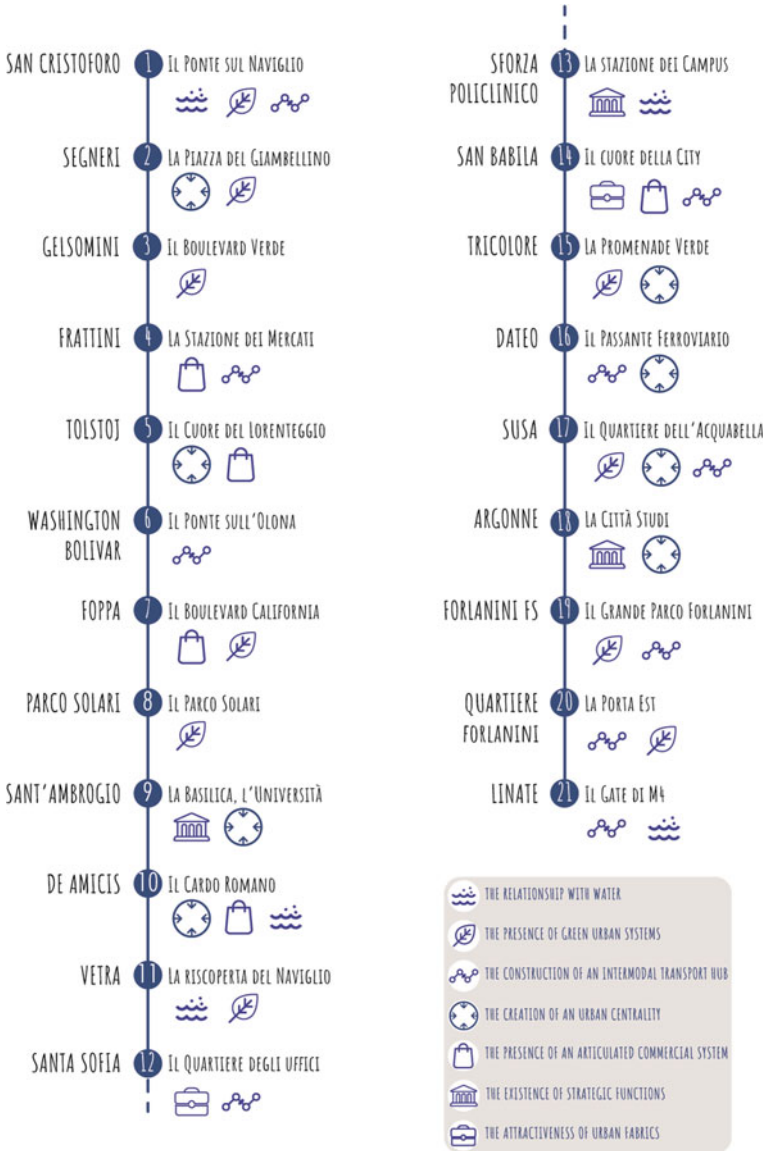 SAN CRISTOFORO 1 IL PONTE SUL NAVIGLIO
SEGNERI 2 LA PIAZZA DEL GIAMBELLINO
GELSOMINI 3 IL BOULEVARD VERDE
FRATTINI 4 LA STAZIONE DEI MERCATI
TOLSTOJ 5 IL CUORE DEL LORENTEGGIO
WASHINGTON 6 IL PONTE SULL'OLONA
BOLIVAR
FOPPA 7 IL BOULEVARD CALIFORNIA
PARCO SOLARI 8 IL PARCO SOLARI
SANT'AMBROGIO 9 LA BASILICA, L'UNIVERSITÀ
DE AMICIS 10 IL CARDO ROMANO
VETRA 11 LA RISCOPERTA DEL NAVIGLIO
SANTA SOFIA 12 IL QUARTIERE DEGLI UFFICI
SFORZA 13 LA STAZIONE DEI CAMPUS
POLICLINICO
SAN BABILA 14 IL CUORE DELLA CITY
TRICOLORE 15 LA PROMENADE VERDE
DATEO 16 IL PASSANTE FERROVIARIO
SUSA 17 IL QUARTIERE DELL'ACQUABELLA
ARGONNE 18 LA CITTÀ STUDI
FORLANINI FS 19 IL GRANDE PARCO FORLANINI
QUARTIERE 20 LA PORTA EST
FORLANINI
LINATE 21 IL GATE DI M4
THE RELATIONSHIP WITH WATER
THE PRESENCE OF GREEN URBAN SYSTEMS
THE CONSTRUCTION OF AN INTERMODAL TRANSPORT HUB
THE CREATION OF AN URBAN CENTRALITY
THE PRESENCE OF AN ARTICULATED COMMERCIAL SYSTEM
THE EXISTENCE OF STRATEGIC FUNCTIONS
THE ATTRACTIVENESS OF URBAN FABRICS